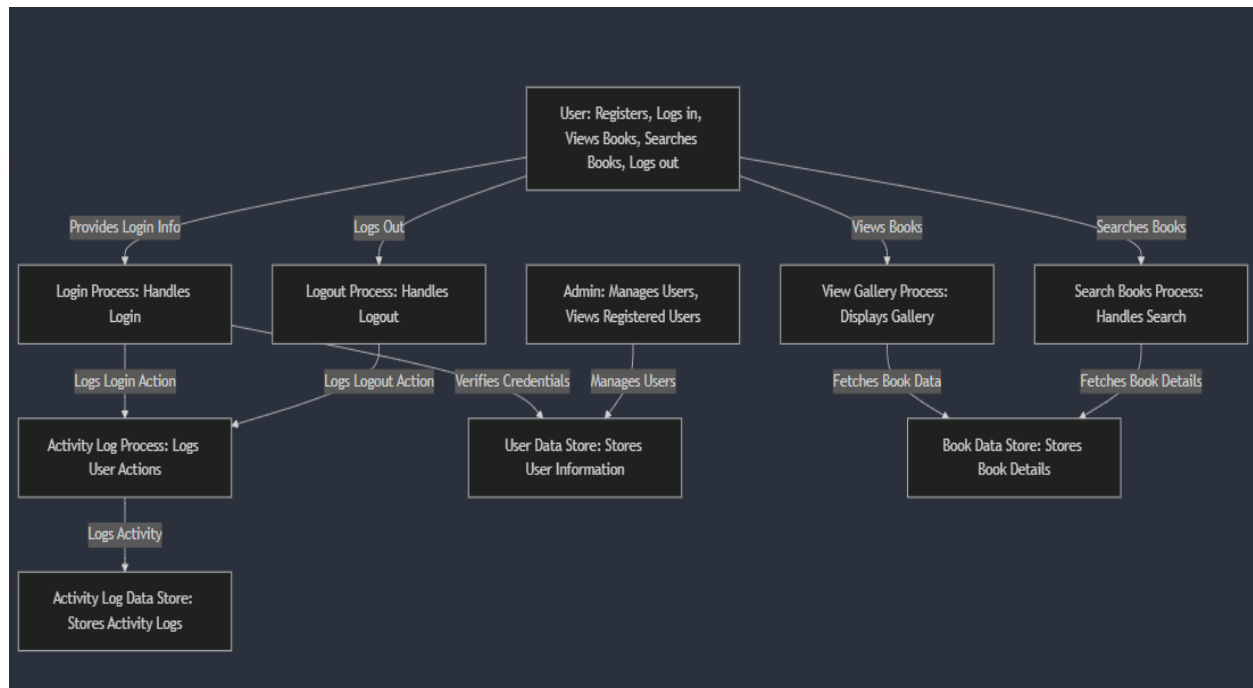 User: Registers, Logs in,
Views Books, Searches
Books, Logs out
Provides Login Info
Logs Out
Views Books
Searches Books
Login Process: Handles
Login
Logout Process: Handles
Logout
Admin: Manages Users,
Views Registered Users
View Gallery Process:
Displays Gallery
Search Books Process:
Handles Search
Logs Login Action
Logs Logout Action
Verifies Credentials
Manages Users
Fetches Book Data
Fetches Book Details
Activity Log Process: Logs
User Actions
User Data Store: Stores
User Information
Book Data Store: Stores
Book Details
Logs Activity
Activity Log Data Store:
Stores Activity Logs